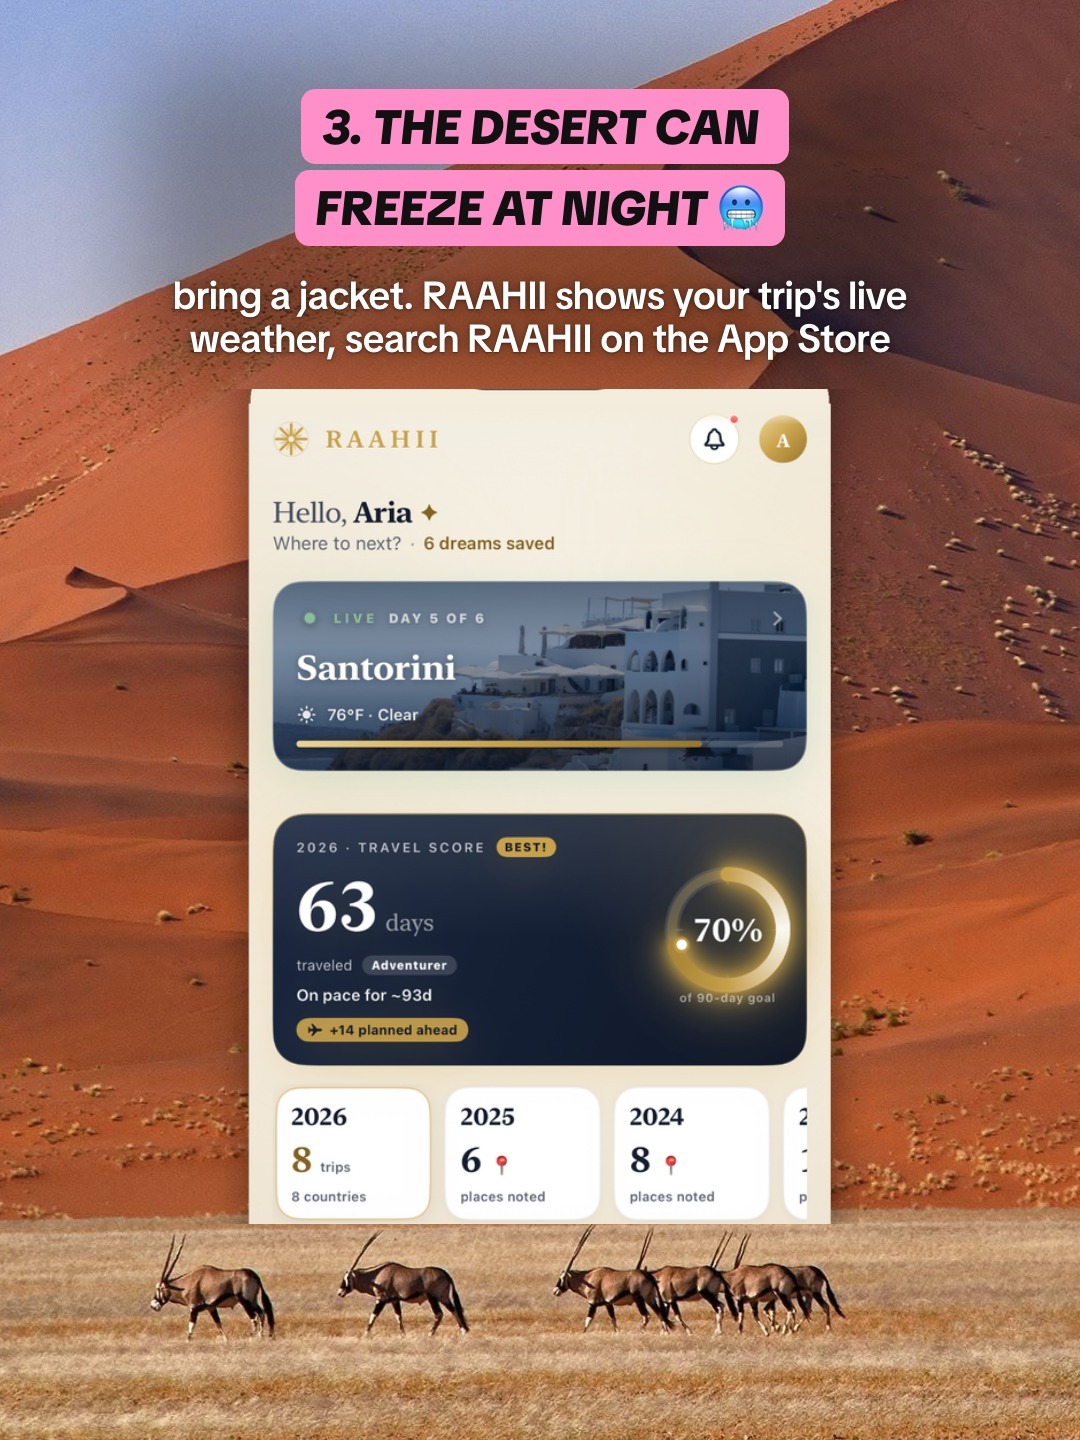 3. THE DESERT CAN
FREEZE AT NIGHT 🥶
bring a jacket. RAAHII shows your trip's live
weather, search RAAHII on the App Store
RAAHII
A
Hello, Aria ✦
Where to next? · 6 dreams saved
LIVE DAY 5 OF 6
Santorini
76°F · Clear
2026 · TRAVEL SCORE BEST!
63 days
70%
traveled Adventurer
On pace for ~93d
of 90-day goal
+14 planned ahead
2026 2025 2024
8 trips 6 📍 8 📍
8 countries places noted places noted